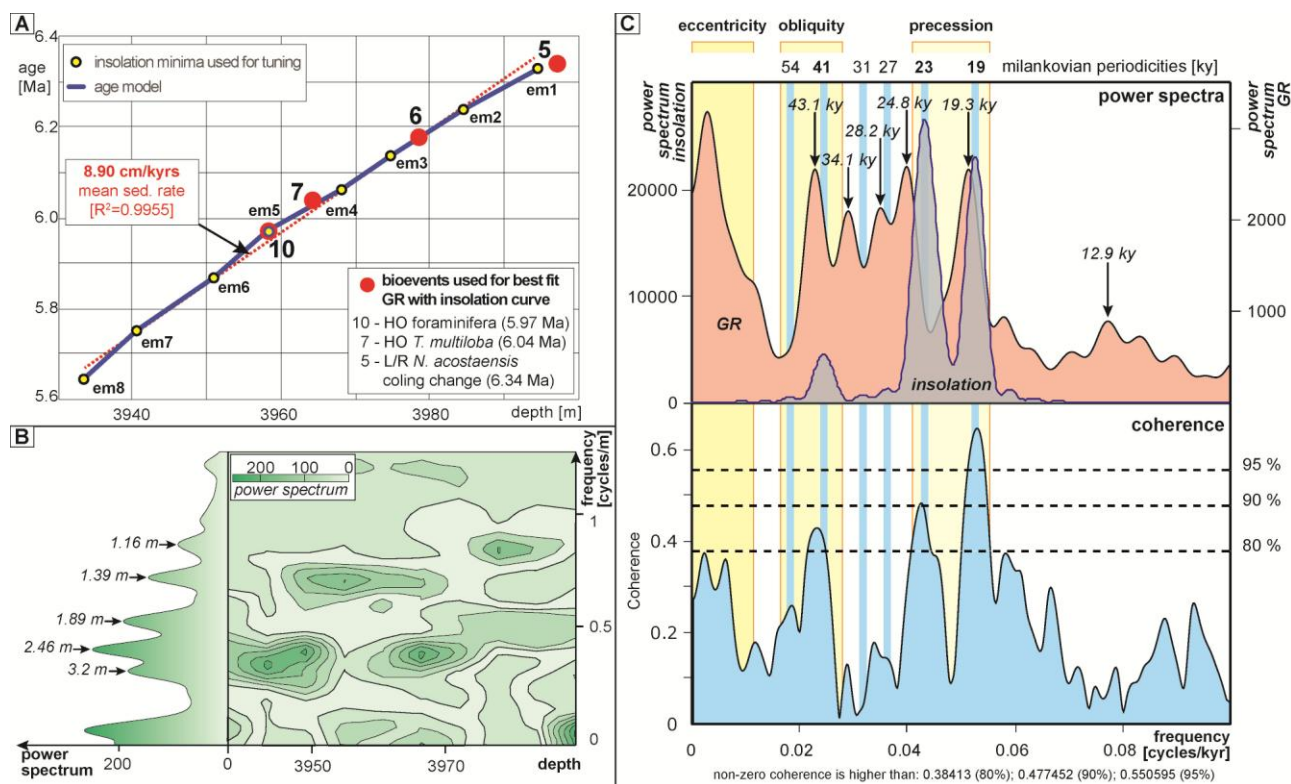 A
6.4
age
[Ma]
6.2
6.0
5.8
5.6
insolation minima used for tuning
age model
5
em1
em2
6
em3
7
em4
em5
10
em6
em7
em8
8.90 cm/kyrs
mean sed. rate
[R²=0.9955]
bioevents used for best fit
GR with insolation curve
10 - HO foraminifera (5.97 Ma)
7 - HO T. multiloba (6.04 Ma)
5 - L/R N. acostaensis
coling change (6.34 Ma)
3940
3960
3980
depth [m]
B
200 100 0
power spectrum
frequency
[cycles/m]
1
0.5
0
1.16 m
1.39 m
1.89 m
2.46 m
3.2 m
power
spectrum
200
0
3950
3970
depth
C
eccentricity
obliquity
precession
54 41 31 27 23 19 milankovian periodicities [ky]
power
spectrum
insolation
power spectra
power
spectrum
GR
43.1 ky
34.1 ky
28.2 ky
24.8 ky
19.3 ky
12.9 ky
20000
10000
0
2000
1000
GR
insolation
coherence
Coherence
0.6
0.4
0.2
0
95 %
90 %
80 %
0 0.02 0.04 0.06 0.08
frequency
[cycles/kyr]
non-zero coherence is higher than: 0.38413 (80%); 0.477452 (90%); 0.550595 (95%)